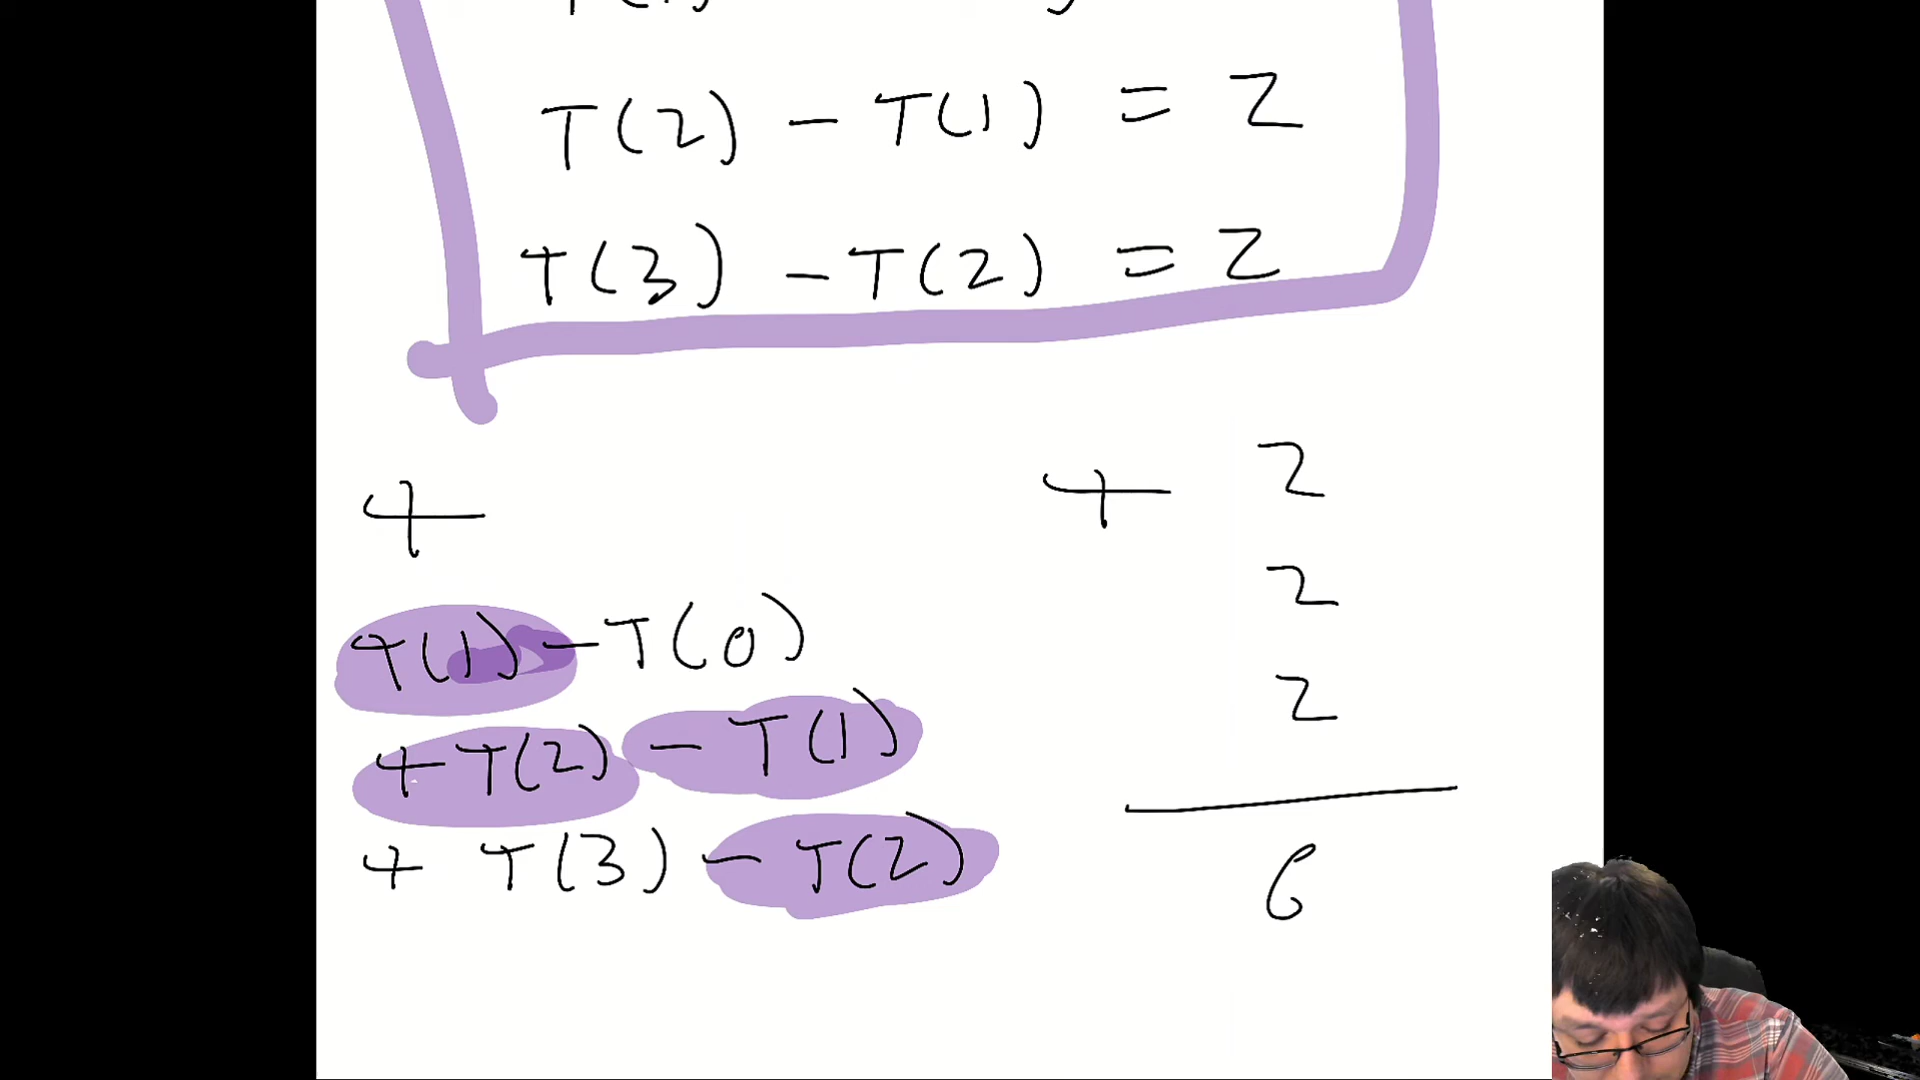 T(2) - T(1) = 2
T(3) - T(2) = 2
+ + 2
2
T(1) - T(0)
2
+ T(2) - T(1)
+ T(3) - T(2)
6